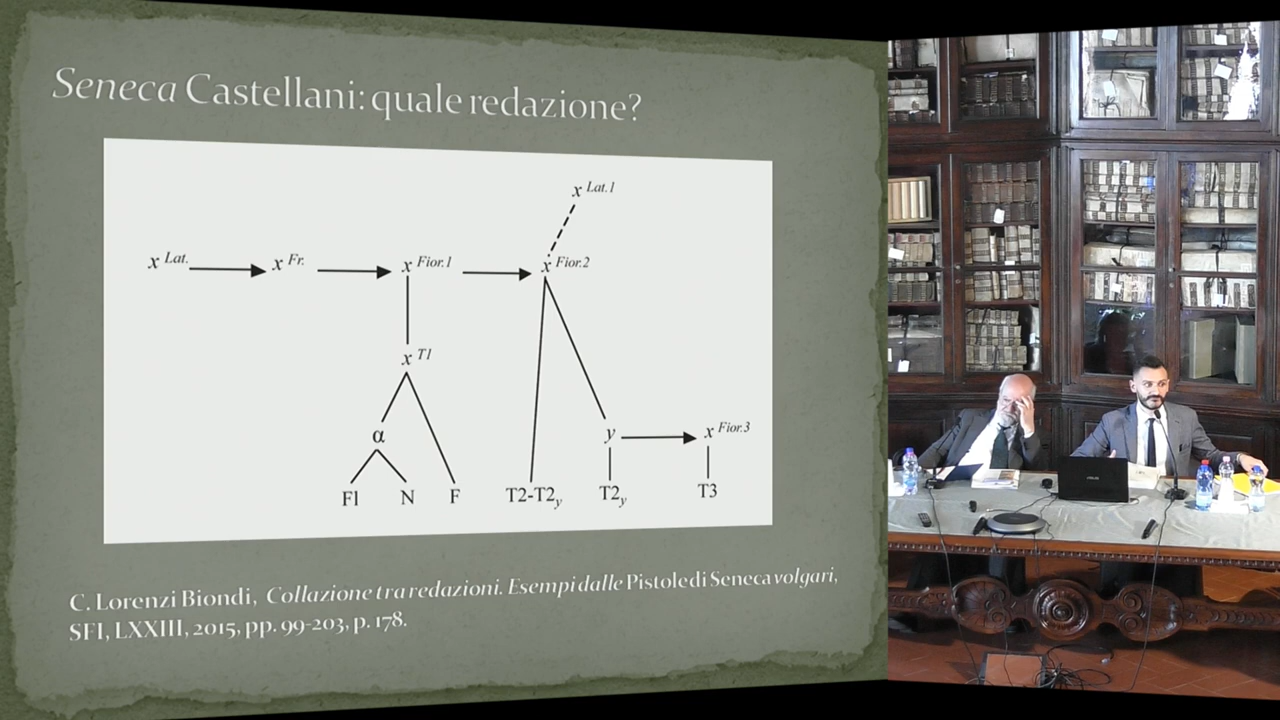 Seneca Castellani: quale redazione?
x Lat.1
x Lat. x Fr. x Fior.1 x Fior.2
x T1
α y x Fior.3
Fl N F T2-T2y T2y T3
C. Lorenzi Biondi, Collazione tra redazioni. Esempi dalle Pistole di Seneca volgari,
SFI, LXXIII, 2015, pp. 99-203, p. 178.